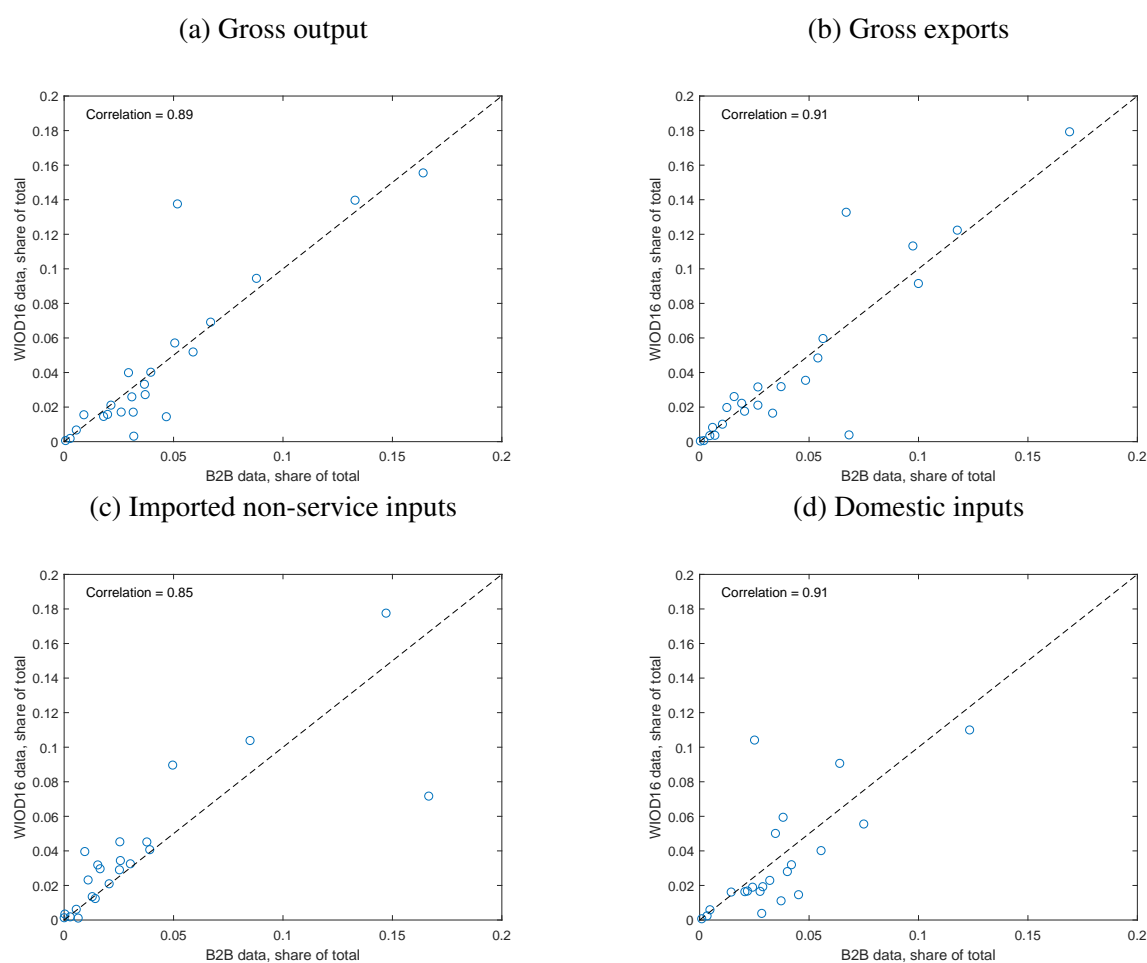 (a) Gross output
(b) Gross exports
Correlation = 0.89
0.2
0.18
0.16
0.14
0.12
0.1
0.08
0.06
0.04
0.02
0
WIOD16 data, share of total
0 0.05 0.1 0.15 0.2
B2B data, share of total
Correlation = 0.91
0.2
0.18
0.16
0.14
0.12
0.1
0.08
0.06
0.04
0.02
0
WIOD16 data, share of total
0 0.05 0.1 0.15 0.2
B2B data, share of total
(c) Imported non-service inputs
(d) Domestic inputs
Correlation = 0.85
0.2
0.18
0.16
0.14
0.12
0.1
0.08
0.06
0.04
0.02
0
WIOD16 data, share of total
0 0.05 0.1 0.15 0.2
B2B data, share of total
Correlation = 0.91
0.2
0.18
0.16
0.14
0.12
0.1
0.08
0.06
0.04
0.02
0
WIOD16 data, share of total
0 0.05 0.1 0.15 0.2
B2B data, share of total